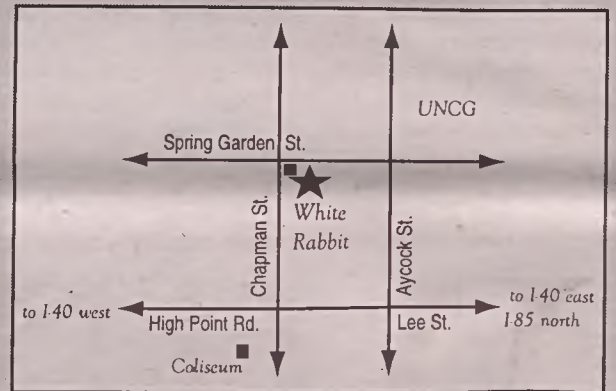 UNCG
Spring Garden St.
White
Rabbit
Chapman St.
Aycock St.
to I-40 west
High Point Rd.
Lee St.
to I-40 east
I-85 north
Coliseum